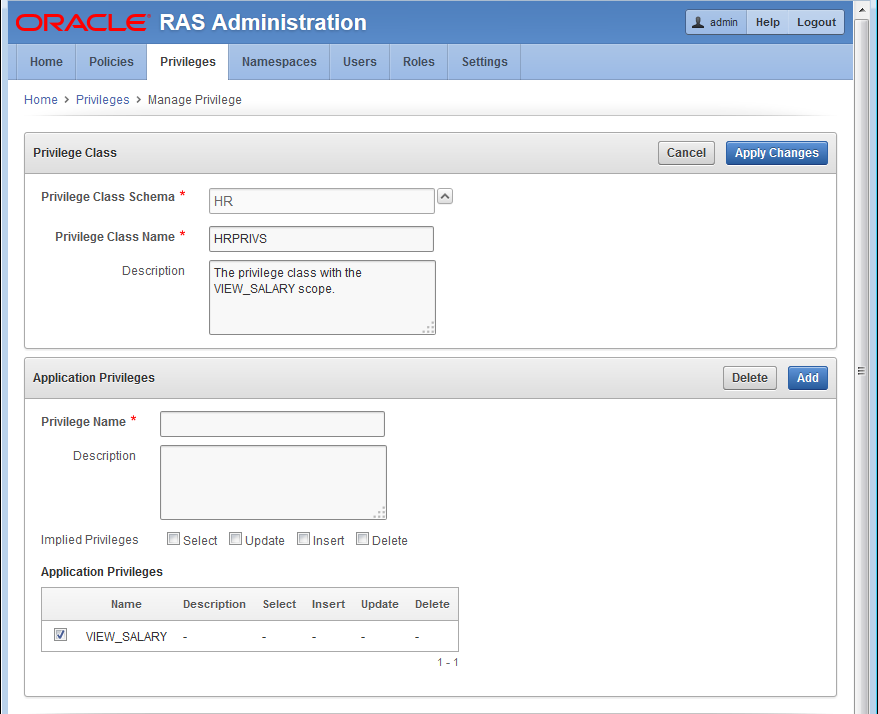 ORACLE RAS Administration admin Help Logout
Home Policies Privileges Namespaces Users Roles Settings
Home > Privileges > Manage Privilege
Privilege Class Cancel Apply Changes
Privilege Class Schema * HR
Privilege Class Name * HRPRIVS
Description The privilege class with the
VIEW_SALARY scope.
Application Privileges Delete Add
Privilege Name *
Description
Implied Privileges Select Update Insert Delete
Application Privileges
Name Description Select Insert Update Delete
VIEW_SALARY - - - - -
1 - 1